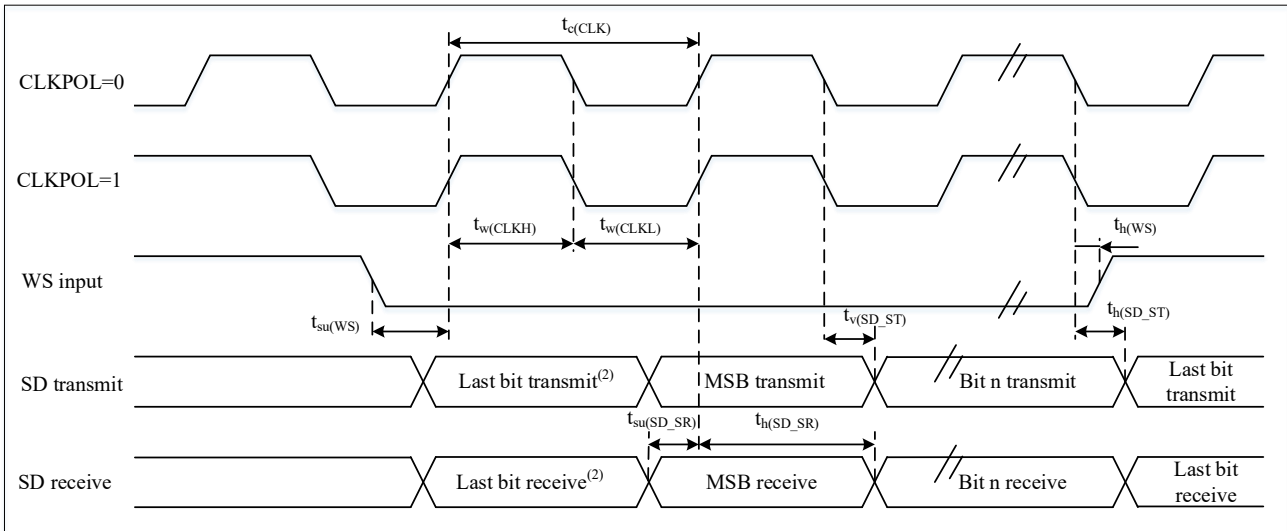 t_c(CLK)
CLKPOL=0
CLKPOL=1
t_w(CLKH) t_w(CLKL) t_h(WS)
WS input
t_su(WS) t_v(SD_ST) t_h(SD_ST)
SD transmit Last bit transmit(2) MSB transmit Bit n transmit Last bit
transmit
t_su(SD_SR) t_h(SD_SR)
SD receive Last bit receive(2) MSB receive Bit n receive Last bit
receive